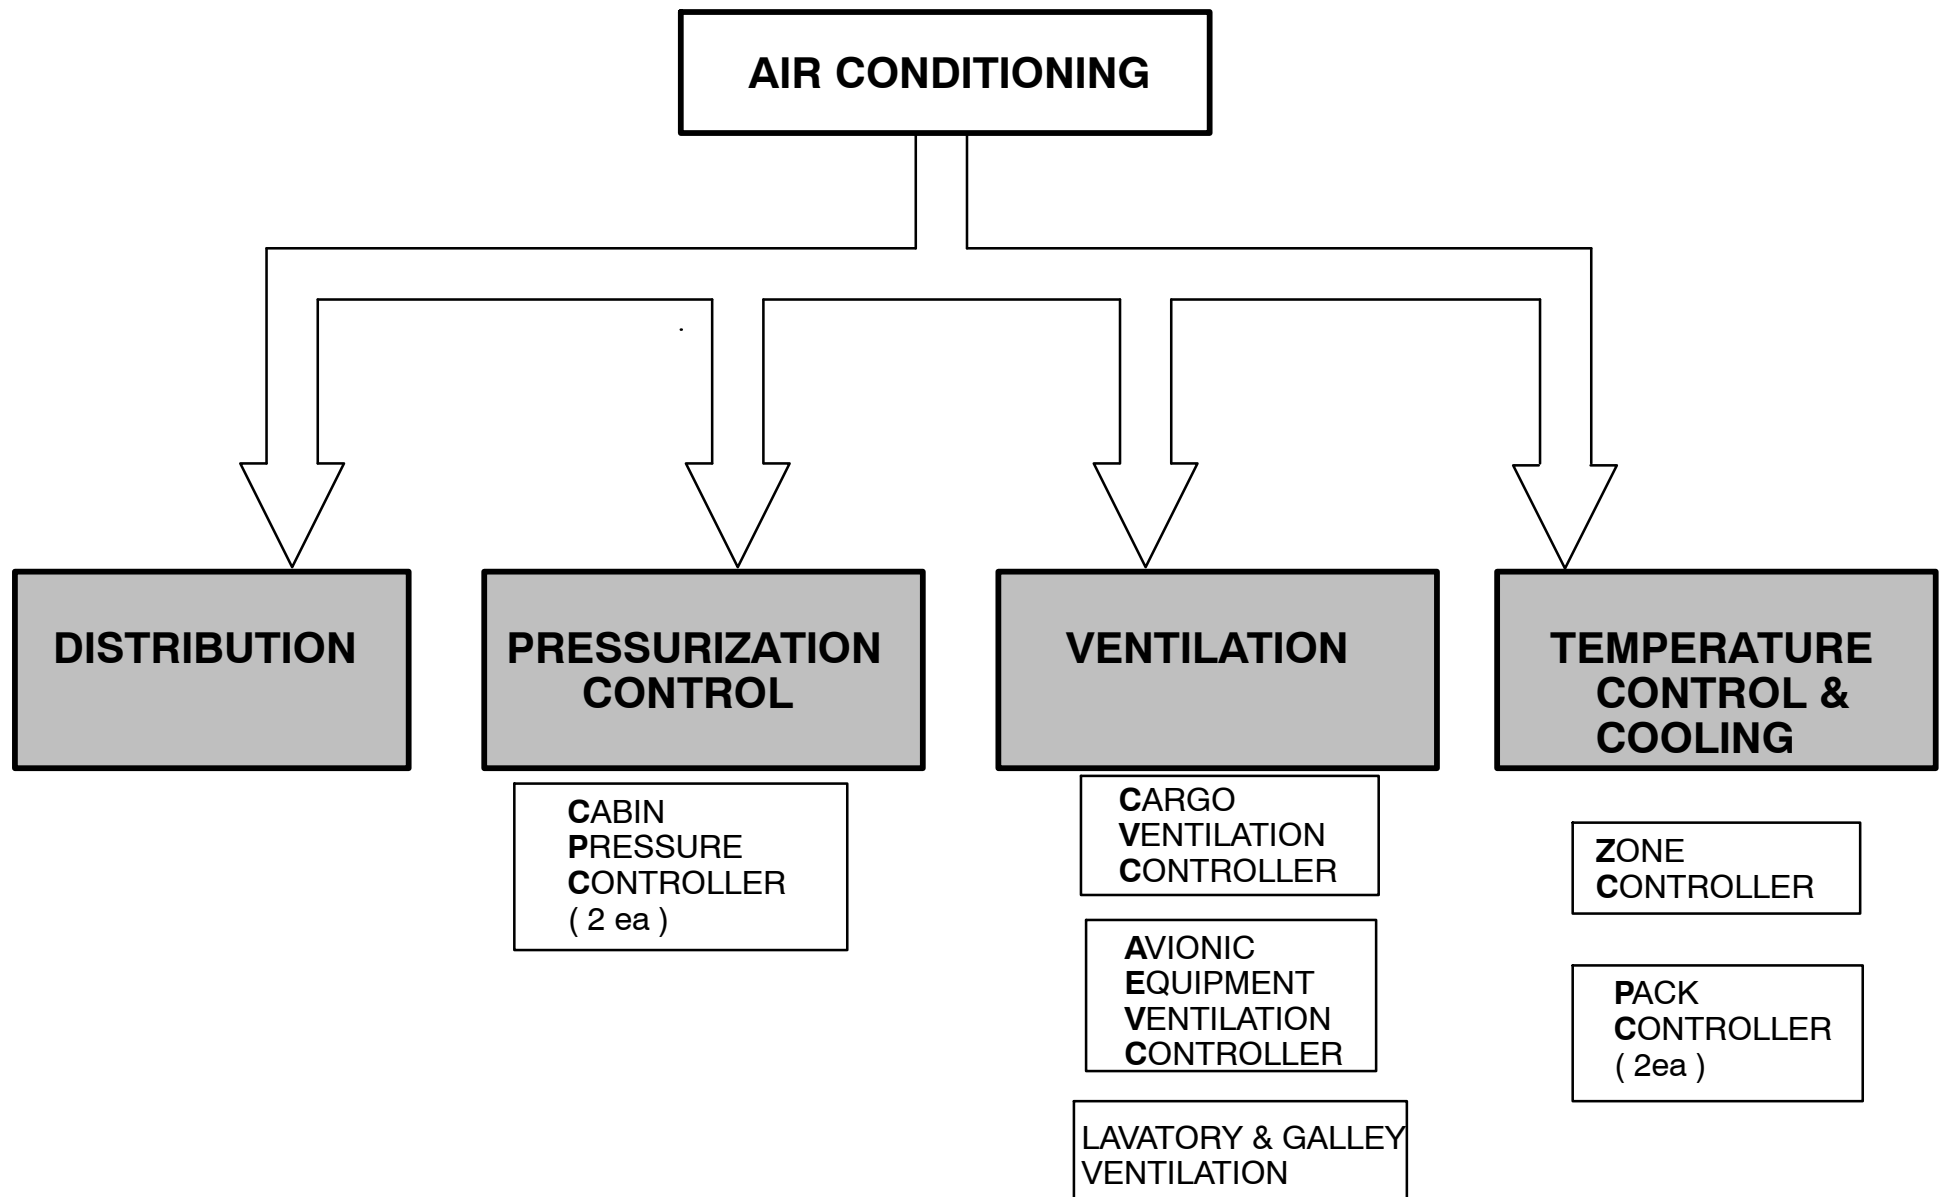 AIR CONDITIONING
DISTRIBUTION
PRESSURIZATION
CONTROL
VENTILATION
TEMPERATURE
CONTROL &
COOLING
CABIN
PRESSURE
CONTROLLER
( 2 ea )
CARGO
VENTILATION
CONTROLLER
AVIONIC
EQUIPMENT
VENTILATION
CONTROLLER
LAVATORY & GALLEY
VENTILATION
ZONE
CONTROLLER
PACK
CONTROLLER
( 2ea )